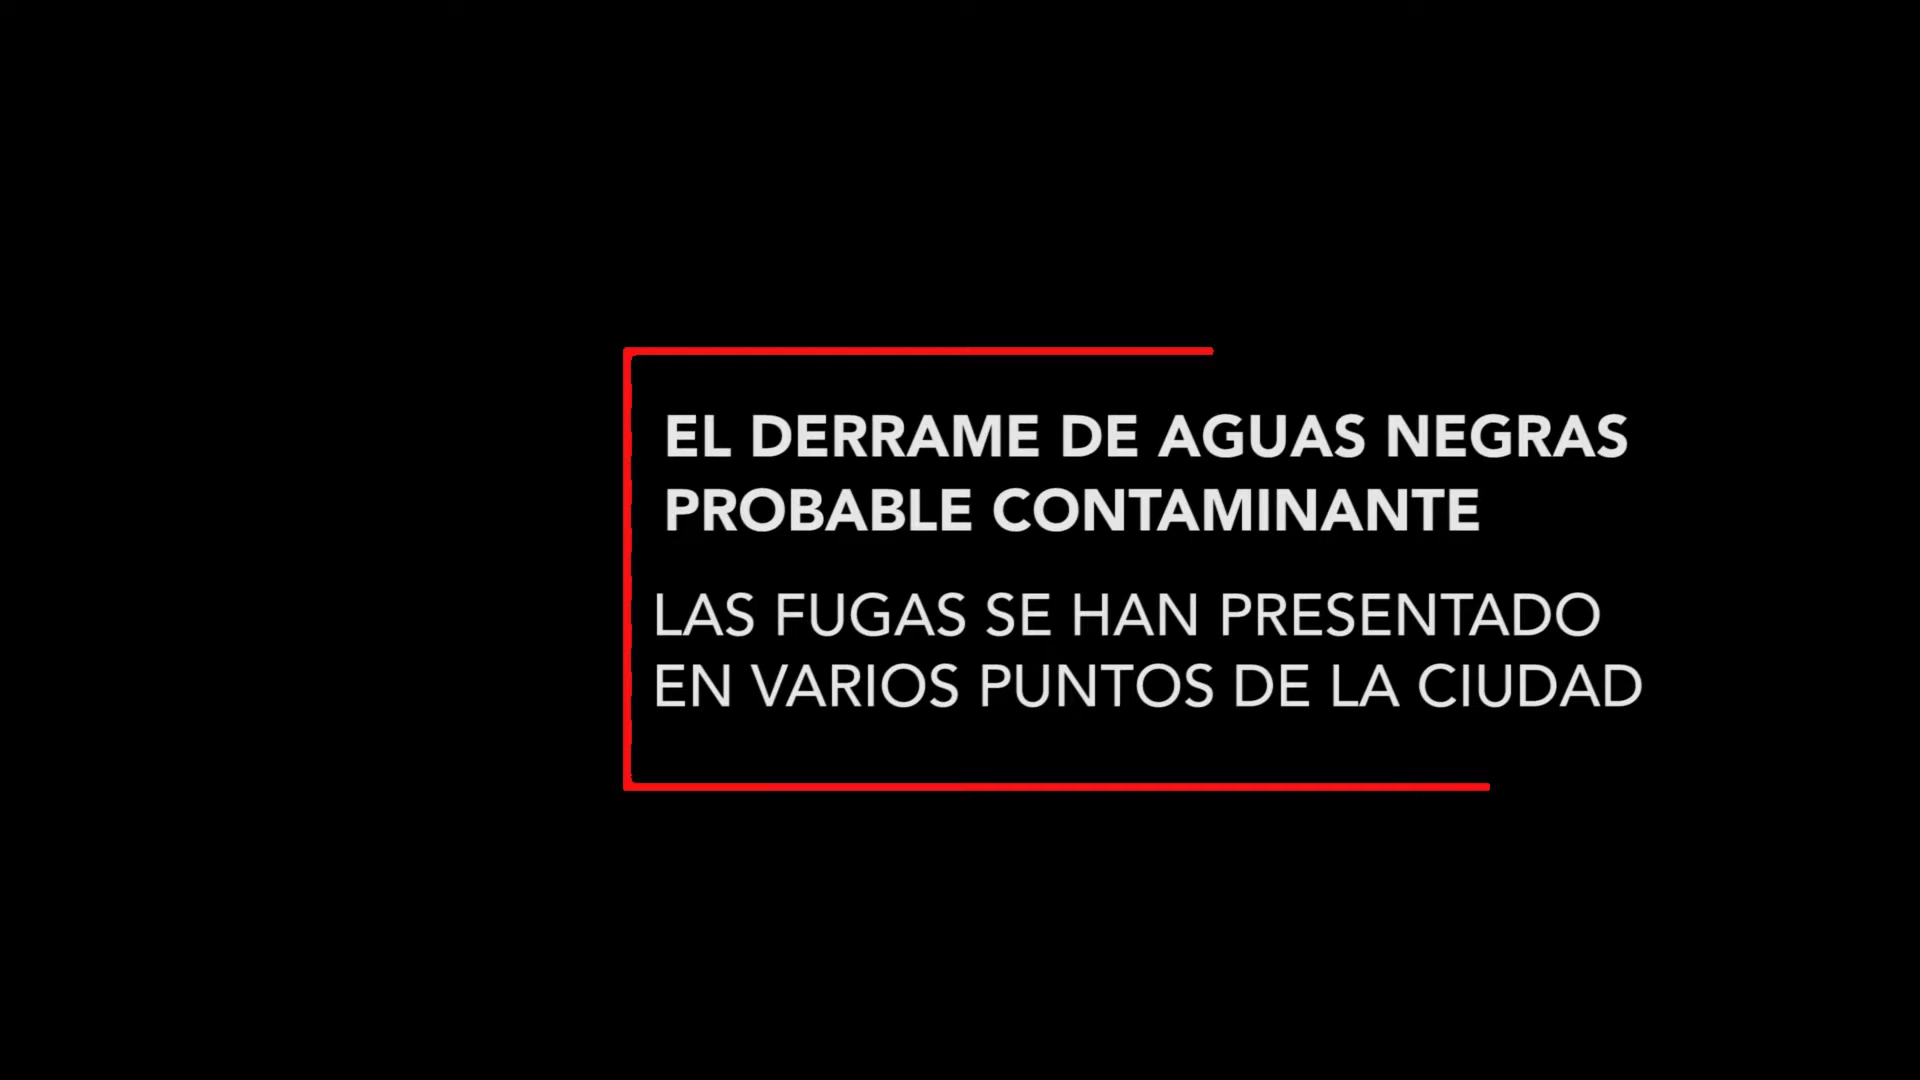 EL DERRAME DE AGUAS NEGRAS
PROBABLE CONTAMINANTE
LAS FUGAS SE HAN PRESENTADO
EN VARIOS PUNTOS DE LA CIUDAD